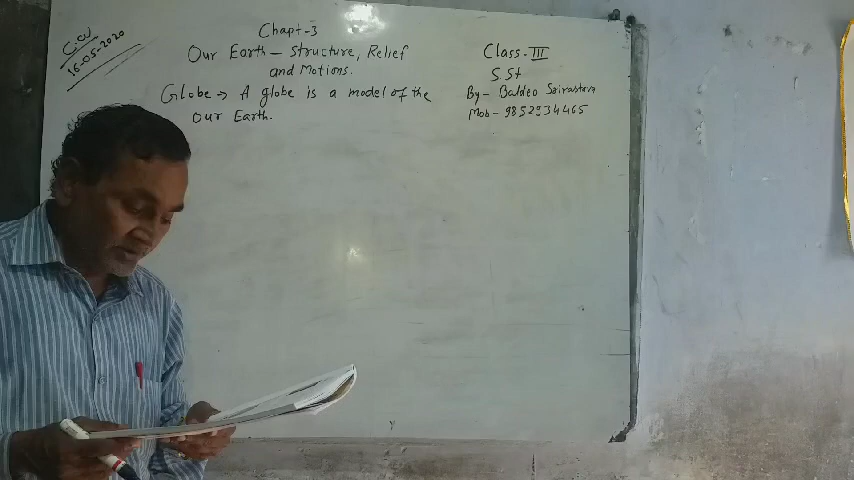 C.W
16-05-2020
Chapt-3
Our Earth - Structure, Relief
and Motions.
Globe → A globe is a model of the
Our Earth.
Class - III
S.St
By - Baldeo Srivastava
Mob - 9852934465